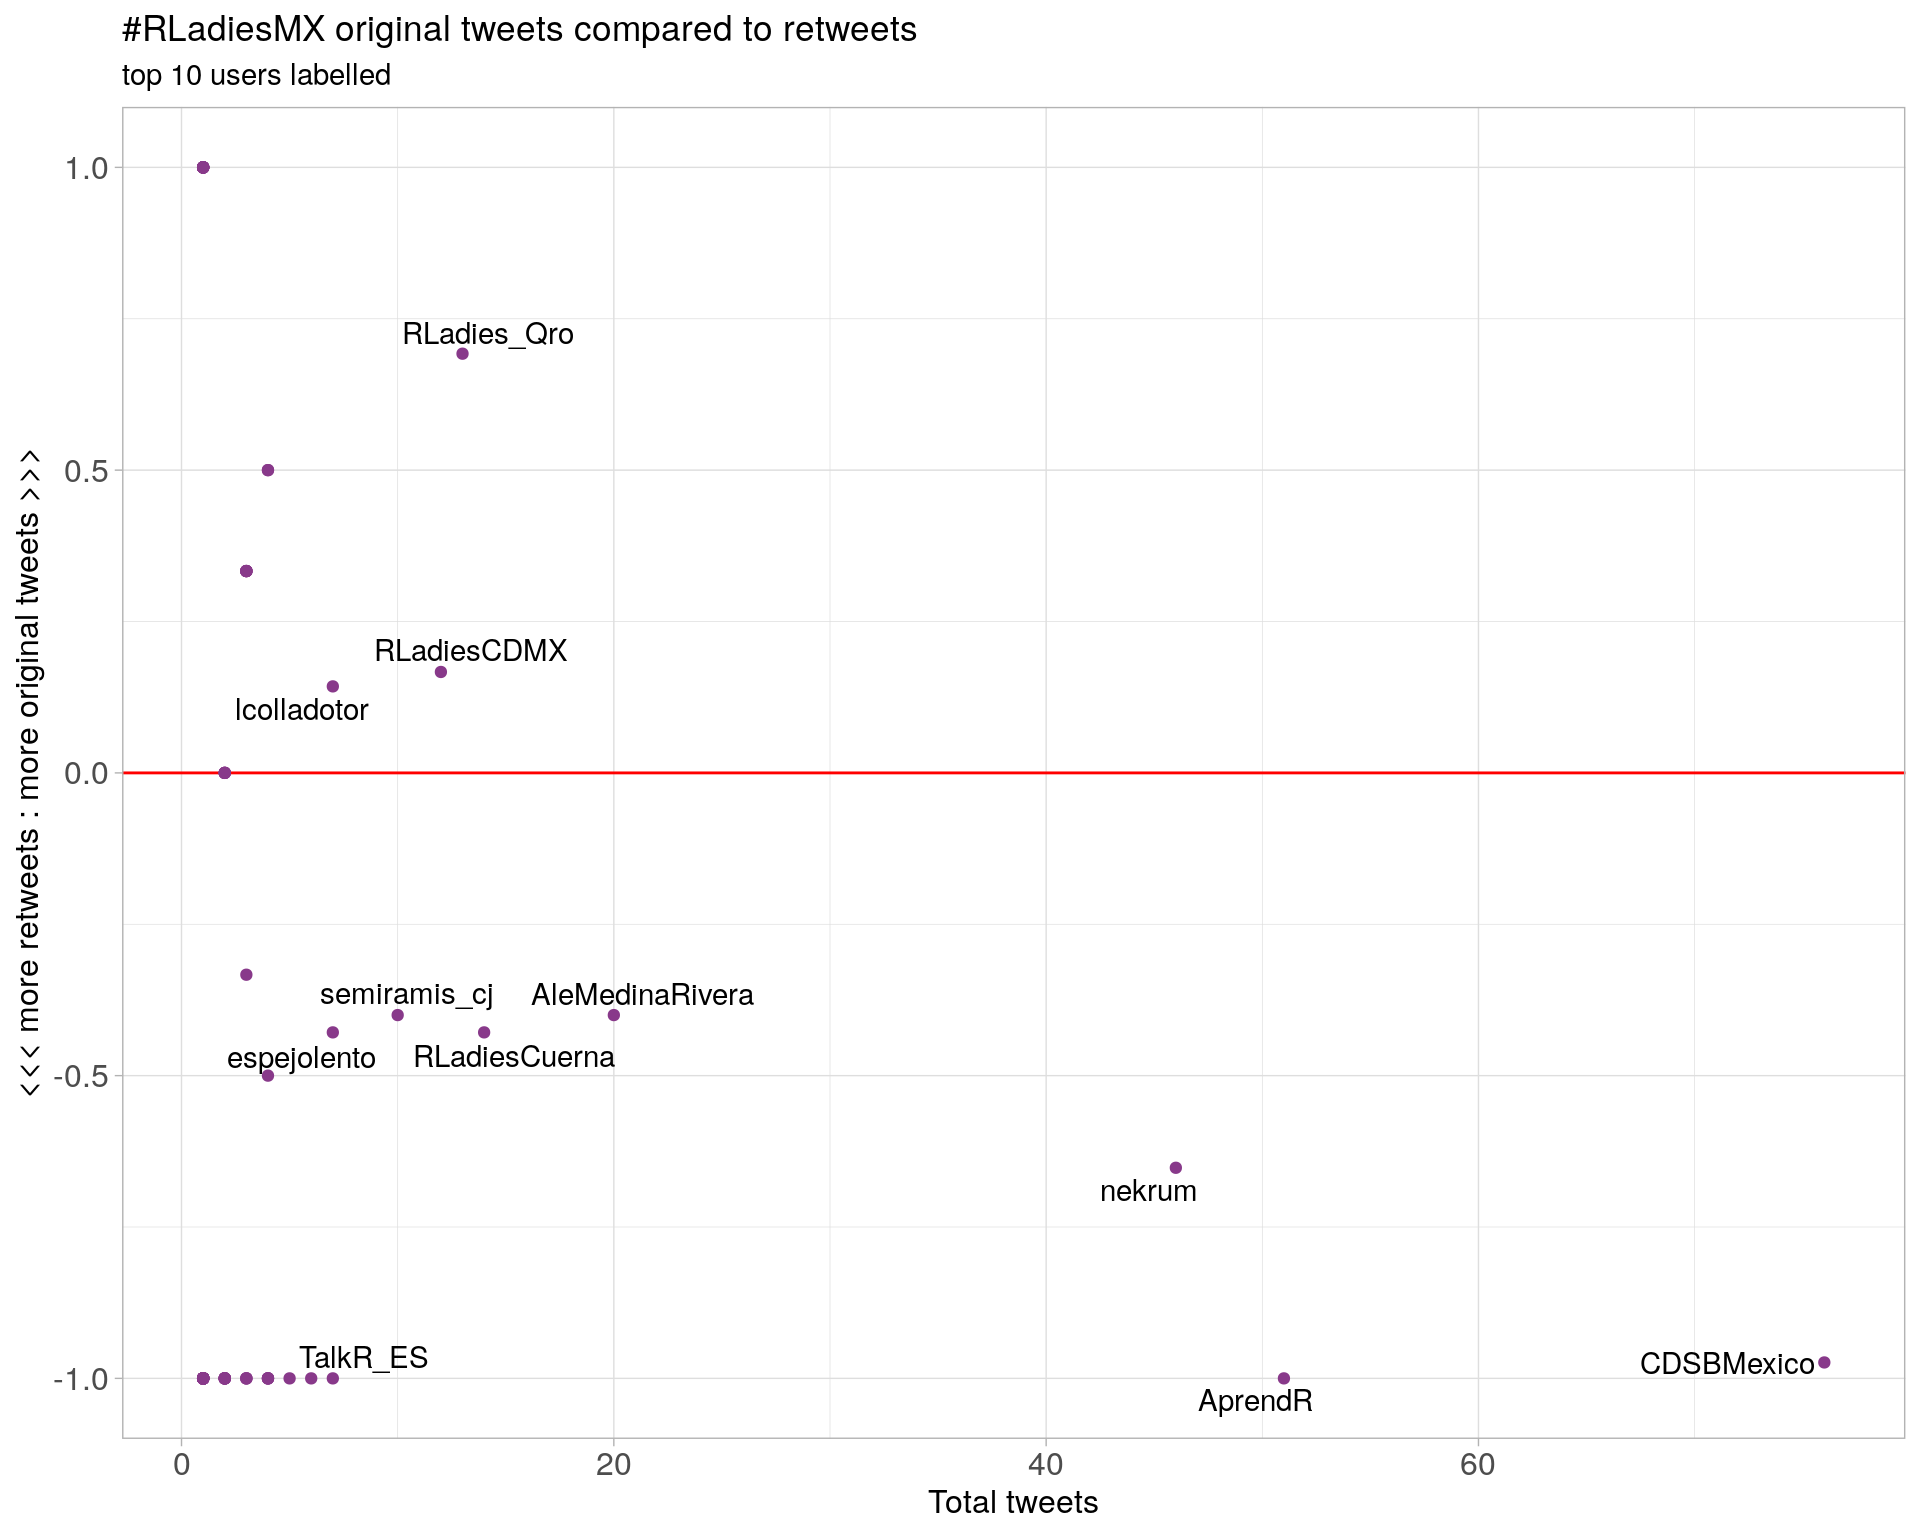 #RLadiesMX original tweets compared to retweets
top 10 users labelled
<<< more retweets : more original tweets >>>
1.0
0.5
0.0
-0.5
-1.0
RLadies_Qro
RLadiesCDMX
lcolladotor
semiramis_cj
AleMedinaRivera
espejolento
RLadiesCuerna
nekrum
TalkR_ES
CDSBMexico
AprendR
0
20
40
60
Total tweets